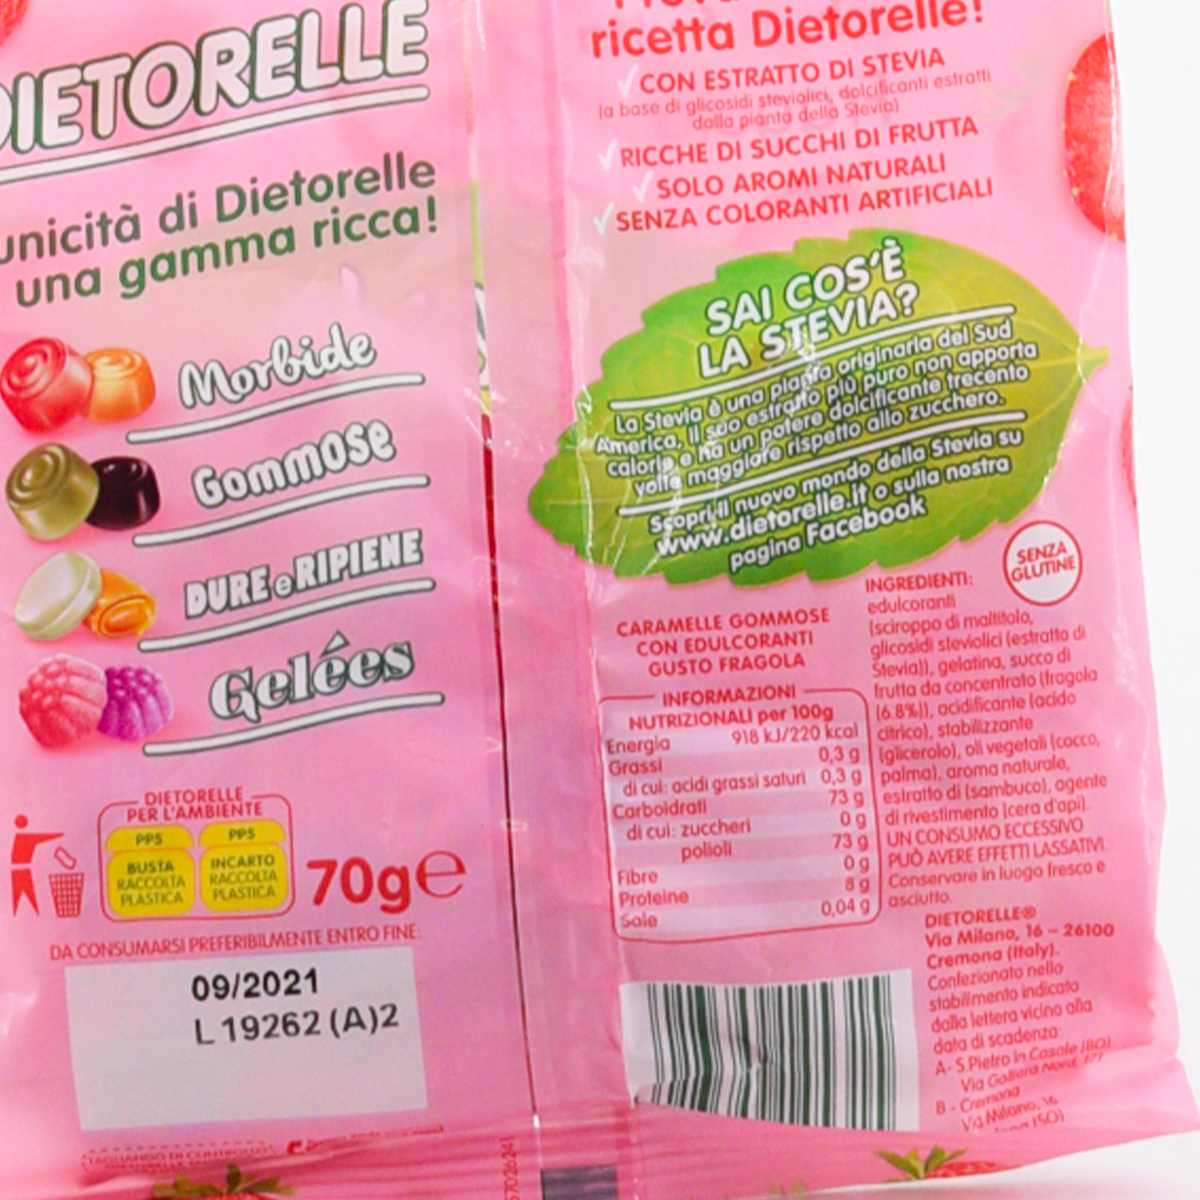 DIETORELLE
unicità di Dietorelle
una gamma ricca!
Morbide
Gommose
DURE e RIPIENE
Gelées
DIETORELLE
PER L'AMBIENTE
PP5
BUSTA
RACCOLTA
PLASTICA
PP5
INCARTO
RACCOLTA
PLASTICA
70g e
DA CONSUMARSI PREFERIBILMENTE ENTRO FINE:
09/2021
L 19262 (A)2
TAGLIANDO DI CONTROLLO
ricetta Dietorelle!
CON ESTRATTO DI STEVIA
(a base di glicosidi steviolici, dolcificanti estratti
dalla pianta della Stevia)
RICCHE DI SUCCHI DI FRUTTA
SOLO AROMI NATURALI
SENZA COLORANTI ARTIFICIALI
SAI COS'È
LA STEVIA?
La Stevia è una pianta originaria del Sud
America, il suo estratto più puro non apporta
calorie e ha un potere dolcificante trecento
volte maggiore rispetto allo zucchero.
Scopri il nuovo mondo della Stevia su
www.dietorelle.it o sulla nostra
pagina Facebook
SENZA
GLUTINE
CARAMELLE GOMMOSE
CON EDULCORANTI
GUSTO FRAGOLA
INFORMAZIONI
NUTRIZIONALI per 100g
Energia 918 kJ/220 kcal
Grassi 0,3 g
di cui: acidi grassi saturi 0,3 g
Carboidrati 73 g
di cui: zuccheri 0 g
polioli 73 g
Fibre 0 g
Proteine 8 g
Sale 0,04 g
INGREDIENTI:
edulcoranti
(sciroppo di maltitolo,
glicosidi steviolici (estratto di
Stevia)), gelatina, succo di
frutta da concentrato (fragola
(6.8%)), acidificante (acido
citrico), stabilizzante
(glicerolo), oli vegetali (cocco,
palma), aroma naturale,
estratto di (sambuco), agente
di rivestimento (cera d'api).
UN CONSUMO ECCESSIVO
PUÒ AVERE EFFETTI LASSATIVI.
Conservare in luogo fresco e
asciutto.
DIETORELLE®
Via Milano, 16 – 26100
Cremona (Italy).
Confezionato nello
stabilimento indicato
dalla lettera vicino alla
data di scadenza:
A- S.Pietro in Casale (BO)
Via Galliera Nord,
B - Cremona
Via Milano, 16